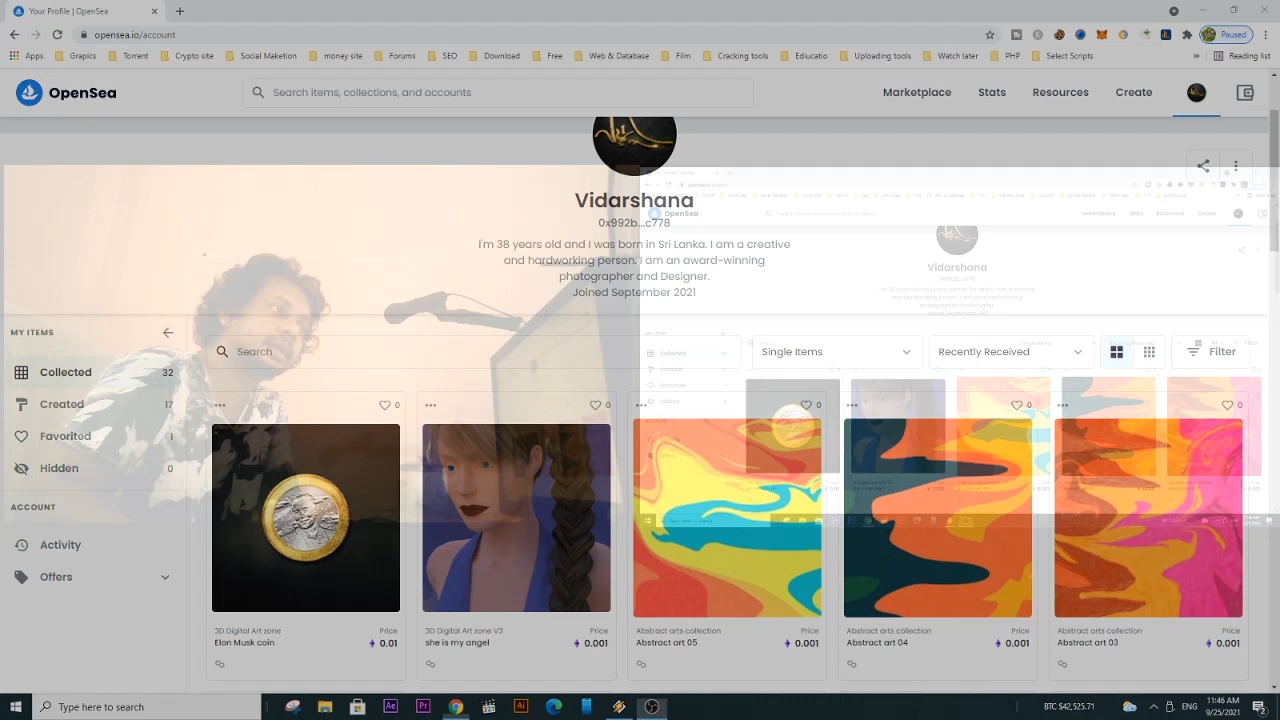 Your Profile | OpenSea
opensea.io/account
Paused
Apps
Grapics
Torrent
Crypto site
Social Maketion
money site
Forums
SEO
Download
Free
Web & Database
Film
Cracking tools
Educatio
Uploading tools
Watch later
PHP
Select Scripts
Reading list
OpenSea
Search items, collections, and accounts
Marketplace
Stats
Resources
Create
Vidarshana
0x992b...c778
I'm 38 years old and I was born in Sri Lanka. I am a creative
and hardworking person. I am an award-winning
photographer and Designer.
Joined September 2021
OpenSea
Vidarshana
MY ITEMS
Search
Single Items
Recently Received
Filter
Collected 32
Created 17
Favorited 1
Hidden 0
ACCOUNT
Activity
Offers
0
0
0
0
0
3D Digital Art zone Price
Elon Musk coin 0.01
3D Digital Art zone V3 Price
she is my angel 0.001
Abstract arts collection Price
Abstract art 05 0.001
Abstract arts collection Price
Abstract art 04 0.001
Abstract arts collection Price
Abstract art 03 0.001
Type here to search
Ae
Pr
Ai
BTC $42,525.71
11:46 AM
9/25/2021
2